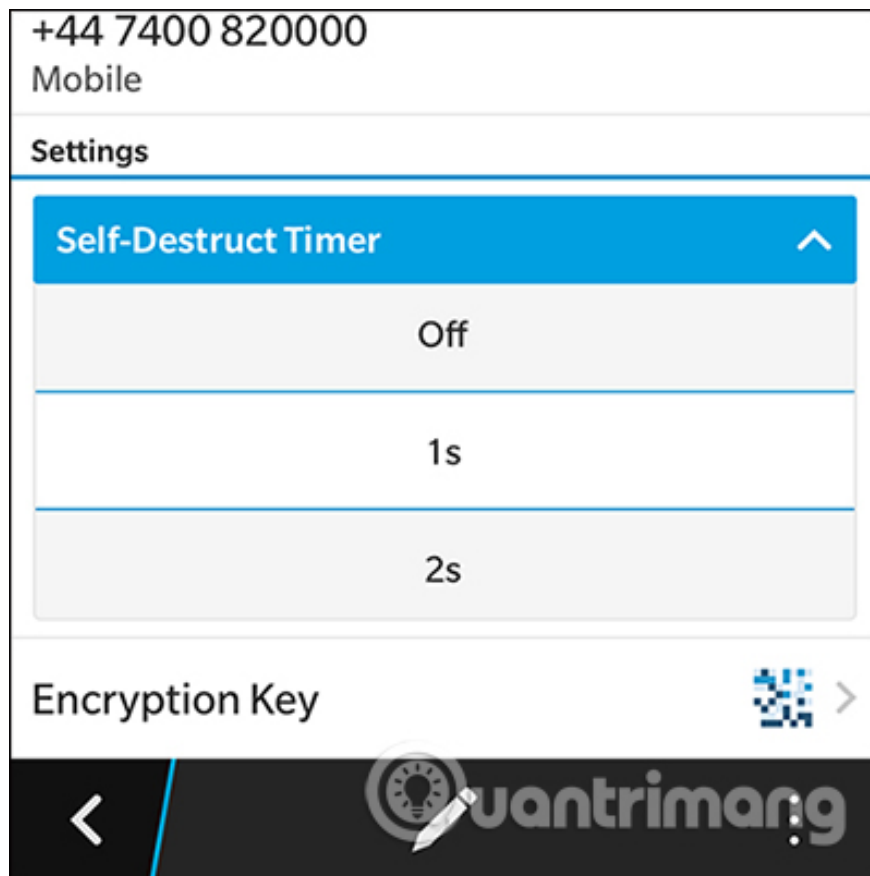 +44 7400 820000
Mobile
Settings
Self-Destruct Timer
Off
1s
2s
Encryption Key
uantrimang